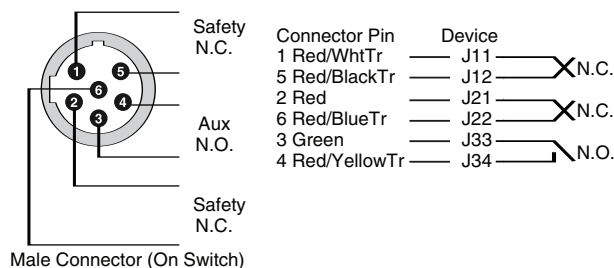 Safety
N.C.
1
5
6
2
4
3
Aux
N.O.
Safety
N.C.
Male Connector (On Switch)
Connector Pin Device
1 Red/WhtTr J11
5 Red/BlackTr J12
N.C.
2 Red J21
6 Red/BlueTr J22
N.C.
3 Green J33
4 Red/YellowTr J34
N.O.